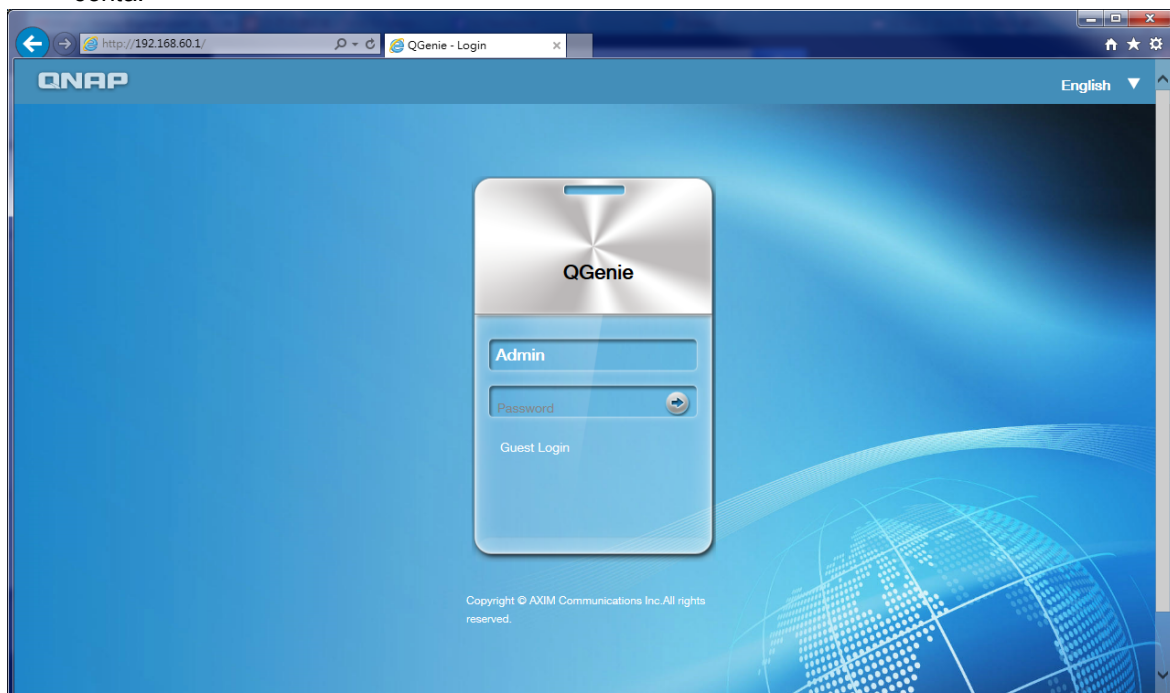 http://192.168.60.1/
QGenie - Login
QNAP
English
QGenie
Admin
Password
Guest Login
Copyright © AXIM Communications Inc.All rights
reserved.